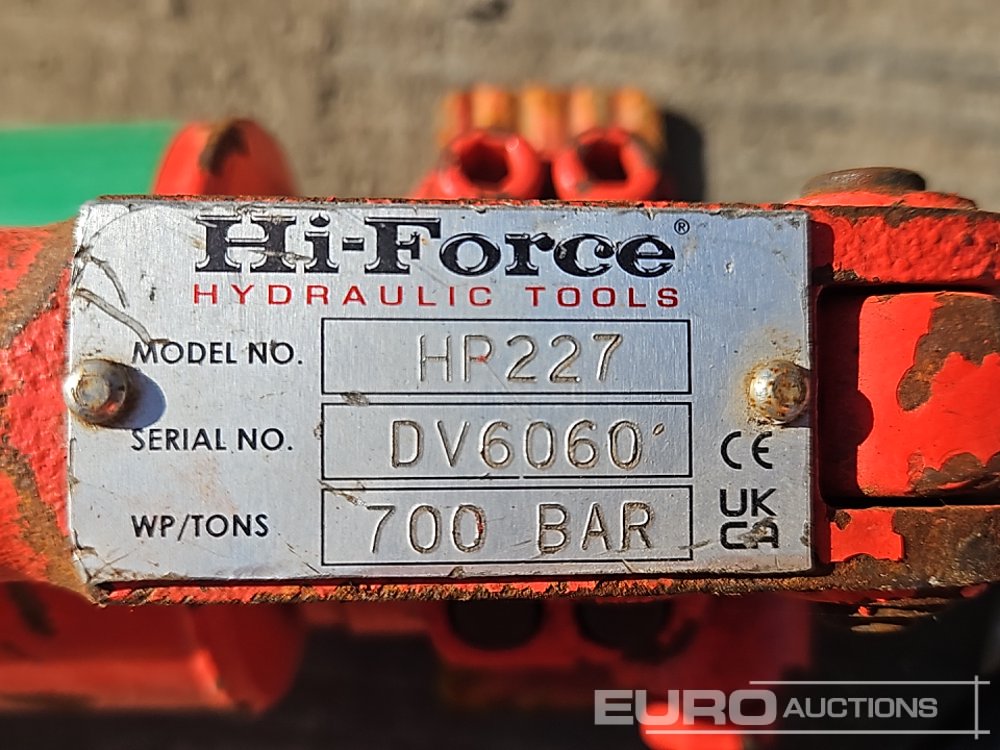 Hi-Force®
HYDRAULIC TOOLS
MODEL NO. HP227
SERIAL NO. DV6060
WP/TONS 700 BAR
CE
UK
CA
EURO AUCTIONS